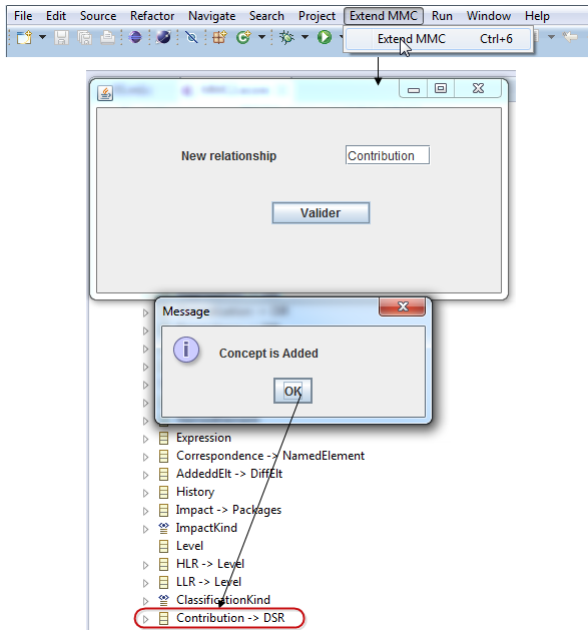 File Edit Source Refactor Navigate Search Project Extend MMC Run Window Help
Extend MMC Ctrl+6
New relationship Contribution
Valider
Message
Concept is Added
OK
Expression
Correspondence -> NamedElement
AddeddElt -> DiffElt
History
Impact -> Packages
ImpactKind
Level
HLR -> Level
LLR -> Level
ClassificationKind
Contribution -> DSR